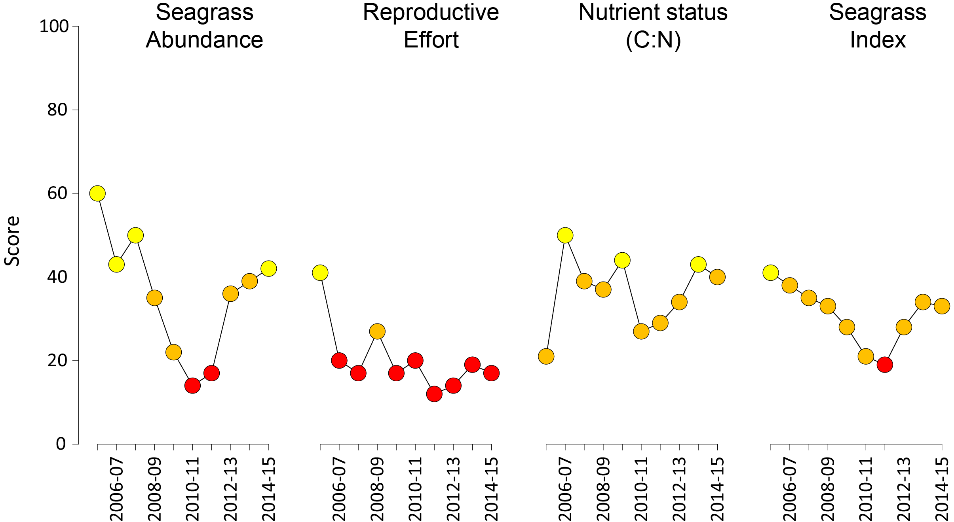 Seagrass
Abundance
Reproductive
Effort
Nutrient status
(C:N)
Seagrass
Index
Score
100
80
60
40
20
0
2006-07
2008-09
2010-11
2012-13
2014-15
2006-07
2008-09
2010-11
2012-13
2014-15
2006-07
2008-09
2010-11
2012-13
2014-15
2006-07
2008-09
2010-11
2012-13
2014-15